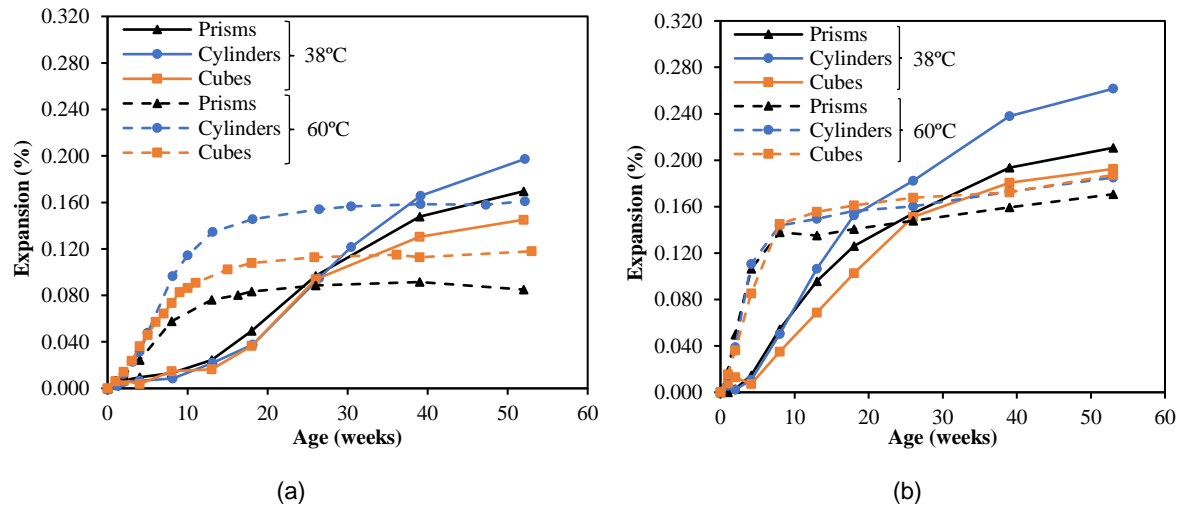 0.320
0.280
0.240
0.200
0.160
0.120
0.080
0.040
0.000
Expansion (%)
Prisms
Cylinders
Cubes
38ºC
Prisms
Cylinders
Cubes
60ºC
0 10 20 30 40 50 60
Age (weeks)
(a)
0.320
0.280
0.240
0.200
0.160
0.120
0.080
0.040
0.000
Expansion (%)
Prisms
Cylinders
Cubes
38ºC
Prisms
Cylinders
Cubes
60ºC
0 10 20 30 40 50 60
Age (weeks)
(b)